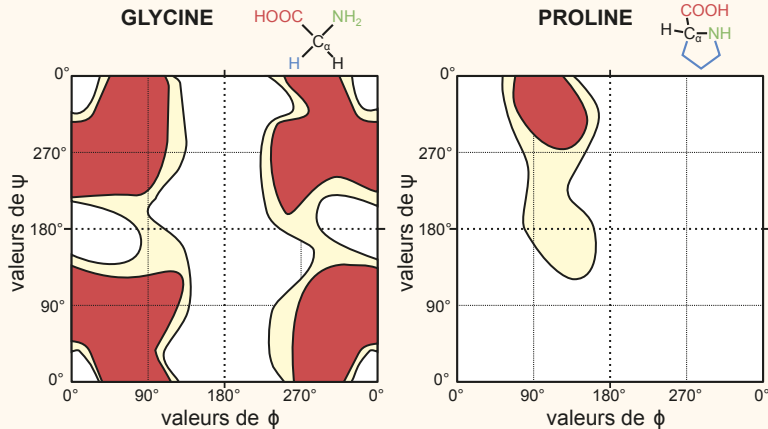 GLYCINE
HOOC
NH2
Cα
H
H
0°
270°
180°
90°
0°
valeurs de ψ
0°
90°
180°
270°
0°
valeurs de ϕ
PROLINE
COOH
H
Cα
NH
0°
270°
180°
90°
0°
valeurs de ψ
0°
90°
180°
270°
0°
valeurs de ϕ